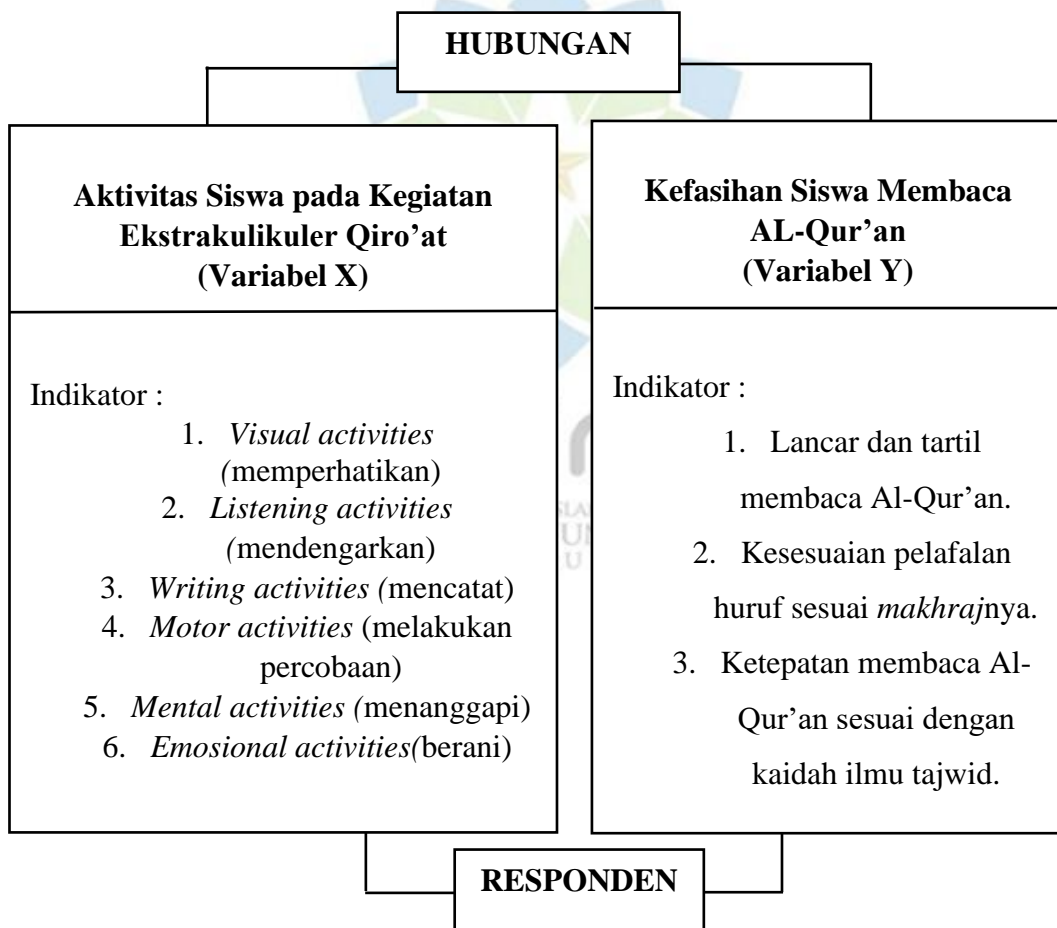 HUBUNGAN
Aktivitas Siswa pada Kegiatan
Ekstrakulikuler Qiro’at
(Variabel X)
Indikator :
1. Visual activities
(memperhatikan)
2. Listening activities
(mendengarkan)
3. Writing activities (mencatat)
4. Motor activities (melakukan
percobaan)
5. Mental activities (menanggapi)
6. Emosional activities(berani)
Kefasihan Siswa Membaca
AL-Qur’an
(Variabel Y)
Indikator :
1. Lancar dan tartil
membaca Al-Qur’an.
2. Kesesuaian pelafalan
huruf sesuai makhrajnya.
3. Ketepatan membaca Al-
Qur’an sesuai dengan
kaidah ilmu tajwid.
RESPONDEN